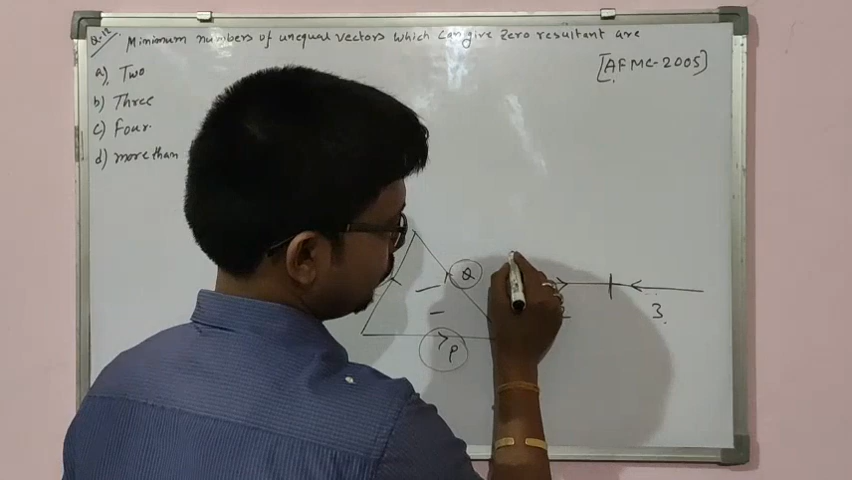 Q.12. Minimum numbers of unequal vectors which can give zero resultant are
[AFMC-2005]
a) Two
b) Three
c) Four.
d) more than
Q
P
3